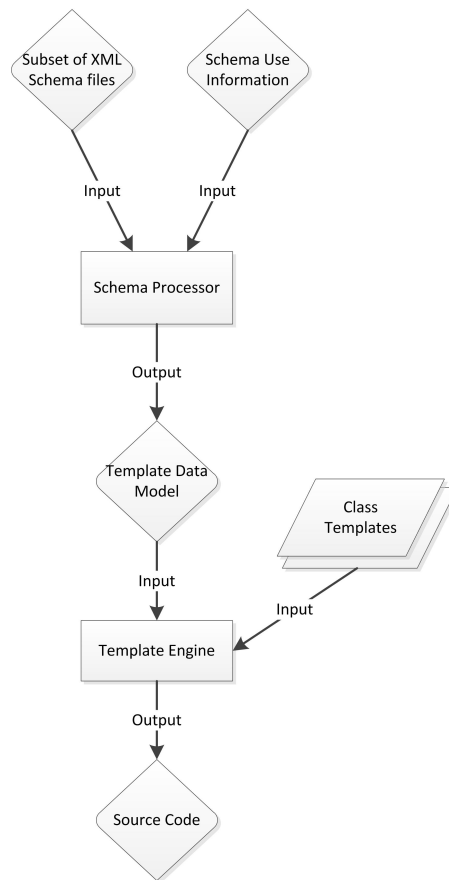 Subset of XML
Schema files
Schema Use
Information
Input
Input
Schema Processor
Output
Template Data
Model
Class
Templates
Input
Input
Template Engine
Output
Source Code